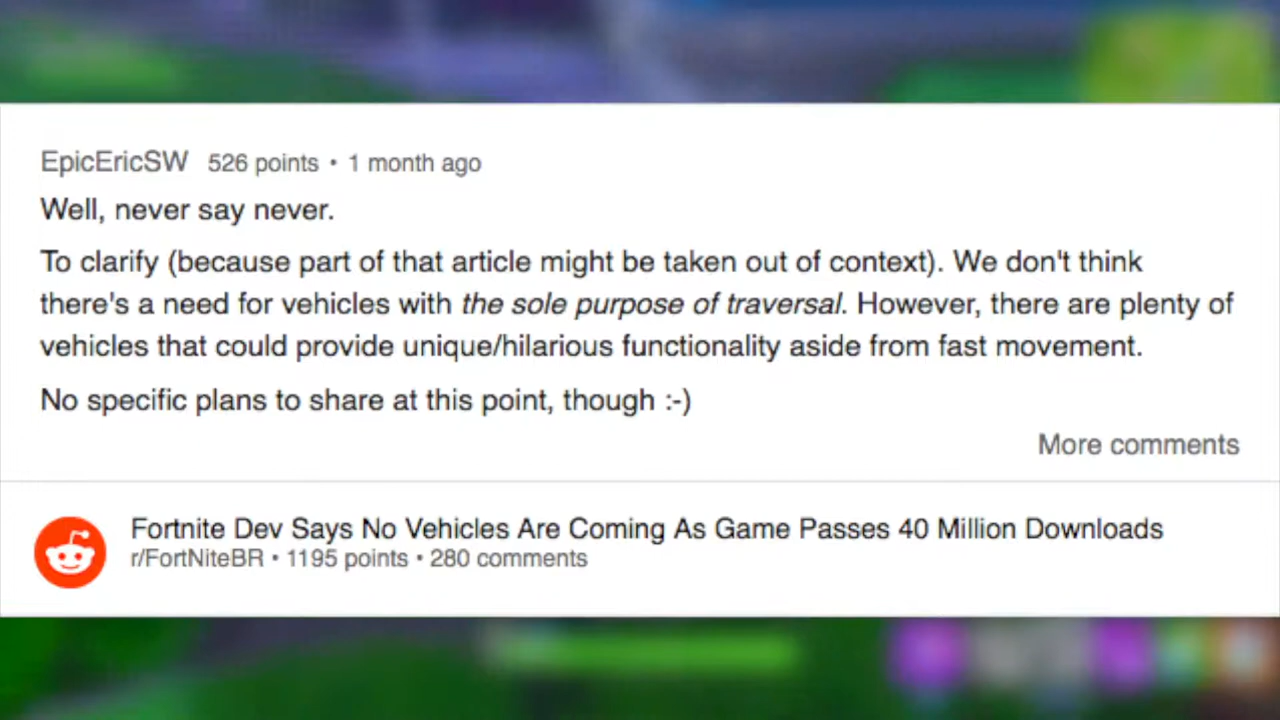 EpicEricSW 526 points • 1 month ago
Well, never say never.
To clarify (because part of that article might be taken out of context). We don't think
there's a need for vehicles with the sole purpose of traversal. However, there are plenty of
vehicles that could provide unique/hilarious functionality aside from fast movement.
No specific plans to share at this point, though :-)
More comments
Fortnite Dev Says No Vehicles Are Coming As Game Passes 40 Million Downloads
r/FortNiteBR • 1195 points • 280 comments